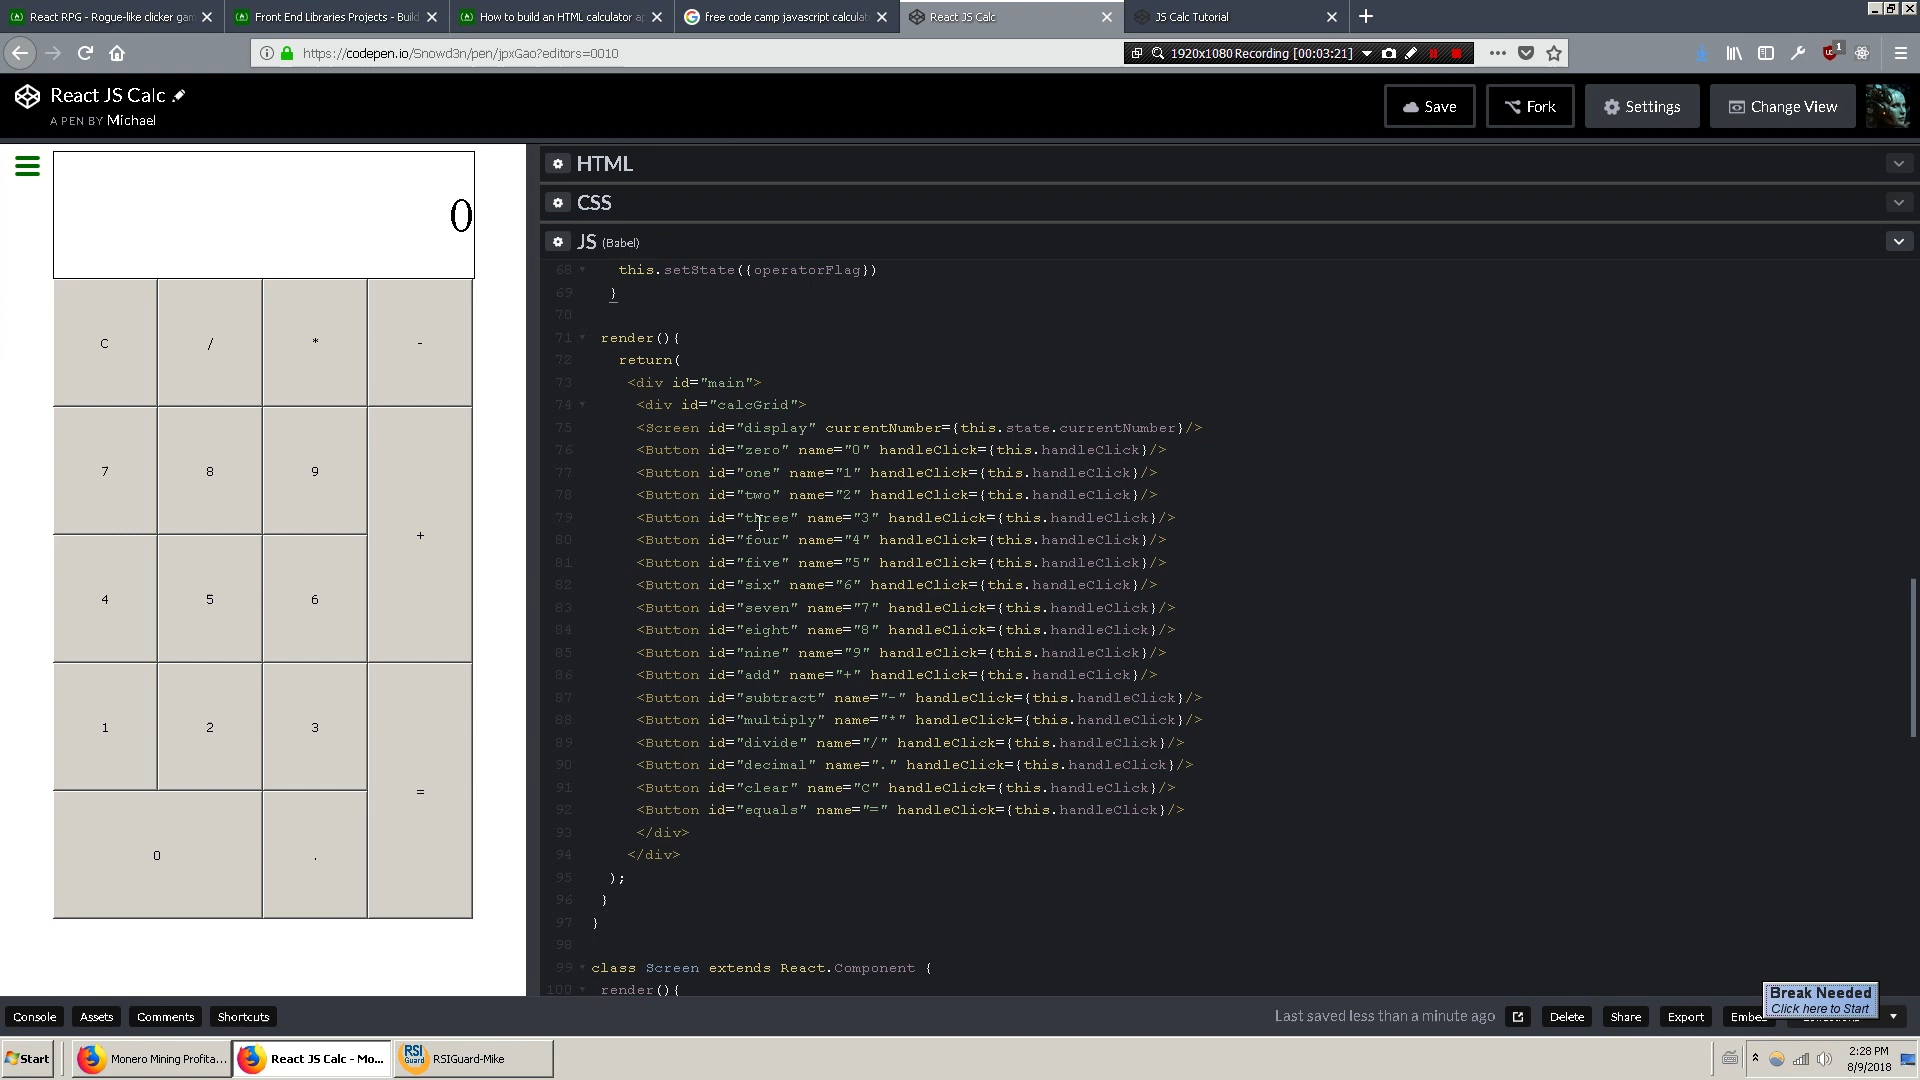 React RPG - Rogue-like clicker gam
Front End Libraries Projects - Build
How to build an HTML calculator a
free code camp javascript calculat
React JS Calc
JS Calc Tutorial
https://codepen.io/Snowd3n/pen/jpxGao?editors=0010
1920x1080 Recording [00:03:21]
1
React JS Calc
A PEN BY Michael
Save
Fork
Settings
Change View
0
C
/
*
-
7
8
9
+
4
5
6
1
2
3
=
0
.
HTML
CSS
JS (Babel)
68 this.setState({operatorFlag})
69 }
70
71 render(){
72 return(
73 <div id="main">
74 <div id="calcGrid">
75 <Screen id="display" currentNumber={this.state.currentNumber}/>
76 <Button id="zero" name="0" handleClick={this.handleClick}/>
77 <Button id="one" name="1" handleClick={this.handleClick}/>
78 <Button id="two" name="2" handleClick={this.handleClick}/>
79 <Button id="three" name="3" handleClick={this.handleClick}/>
80 <Button id="four" name="4" handleClick={this.handleClick}/>
81 <Button id="five" name="5" handleClick={this.handleClick}/>
82 <Button id="six" name="6" handleClick={this.handleClick}/>
83 <Button id="seven" name="7" handleClick={this.handleClick}/>
84 <Button id="eight" name="8" handleClick={this.handleClick}/>
85 <Button id="nine" name="9" handleClick={this.handleClick}/>
86 <Button id="add" name="+" handleClick={this.handleClick}/>
87 <Button id="subtract" name="-" handleClick={this.handleClick}/>
88 <Button id="multiply" name="*" handleClick={this.handleClick}/>
89 <Button id="divide" name="/" handleClick={this.handleClick}/>
90 <Button id="decimal" name="." handleClick={this.handleClick}/>
91 <Button id="clear" name="C" handleClick={this.handleClick}/>
92 <Button id="equals" name="=" handleClick={this.handleClick}/>
93 </div>
94 </div>
95 );
96 }
97 }
98
99 class Screen extends React.Component {
100 render(){
Break Needed
Click here to Start
Console
Assets
Comments
Shortcuts
Last saved less than a minute ago
Delete
Share
Export
Embed
Start
Monero Mining Profita...
React JS Calc - Mo...
RSI Guard
RSIGuard-Mike
2:28 PM
8/9/2018